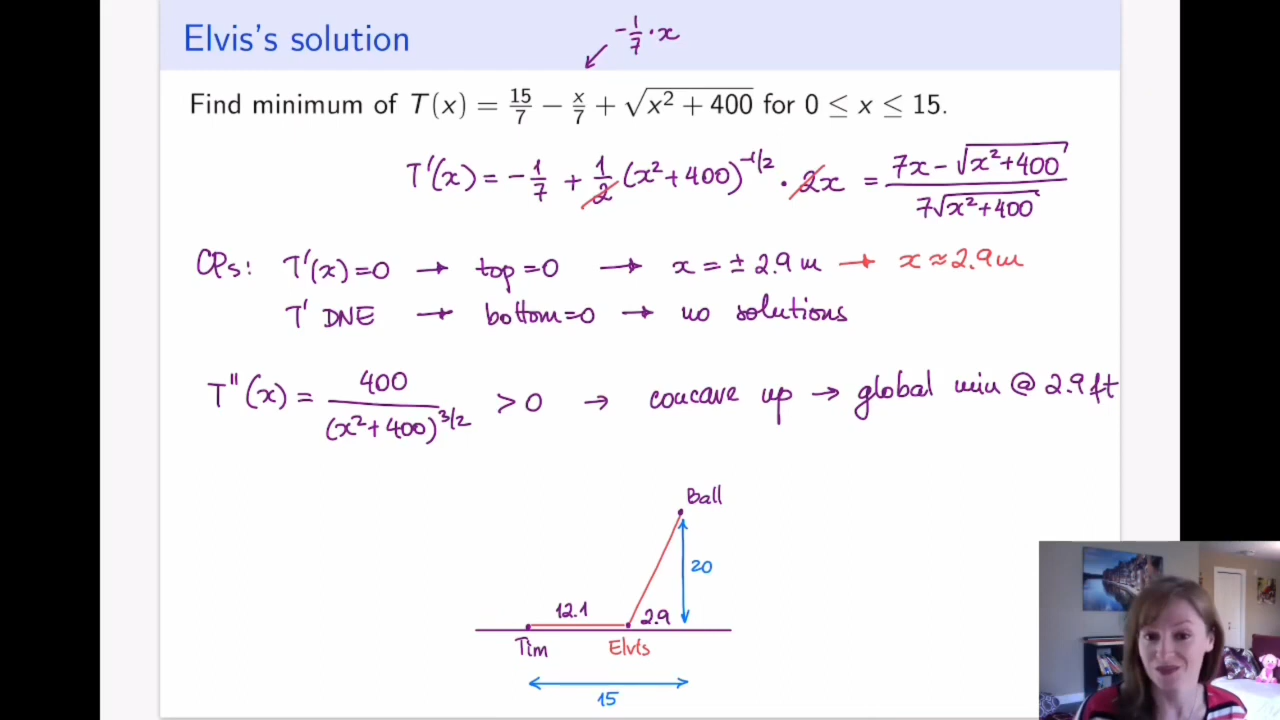 Elvis's solution
-1/7 · x
Find minimum of T(x) = 15/7 − x/7 + √(x² + 400) for 0 ≤ x ≤ 15.
T'(x) = -1/7 + 1/2 (x² + 400)^(-1/2) · 2x = (7x - √(x²+400)) / (7√(x²+400))
CPs: T'(x)=0 → top=0 → x = ± 2.9 m → x ≈ 2.9 m
T' DNE → bottom=0 → no solutions
T''(x) = 400 / (x²+400)^(3/2) > 0 → concave up → global min @ 2.9 ft
Ball
20
12.1 2.9
Tim Elvis
15